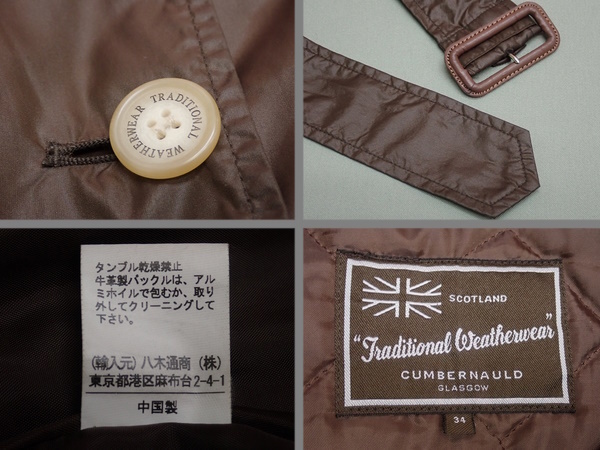 TRADITIONAL WEATHERWEAR
タンブル乾燥禁止
牛革製バックルは、アル
ミホイルで包むか、取り
外してクリーニングして
下さい。
(輸入元) 八木通商 (株)
東京都港区麻布台2-4-1
中国製
SCOTLAND
"Traditional Weatherwear"
CUMBERNAULD
GLASGOW
34